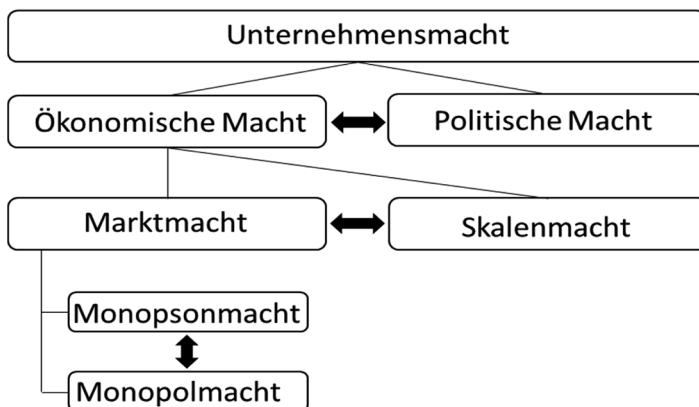 Unternehmensmacht
Ökonomische Macht
Politische Macht
Marktmacht
Skalenmacht
Monopsonmacht
Monopolmacht